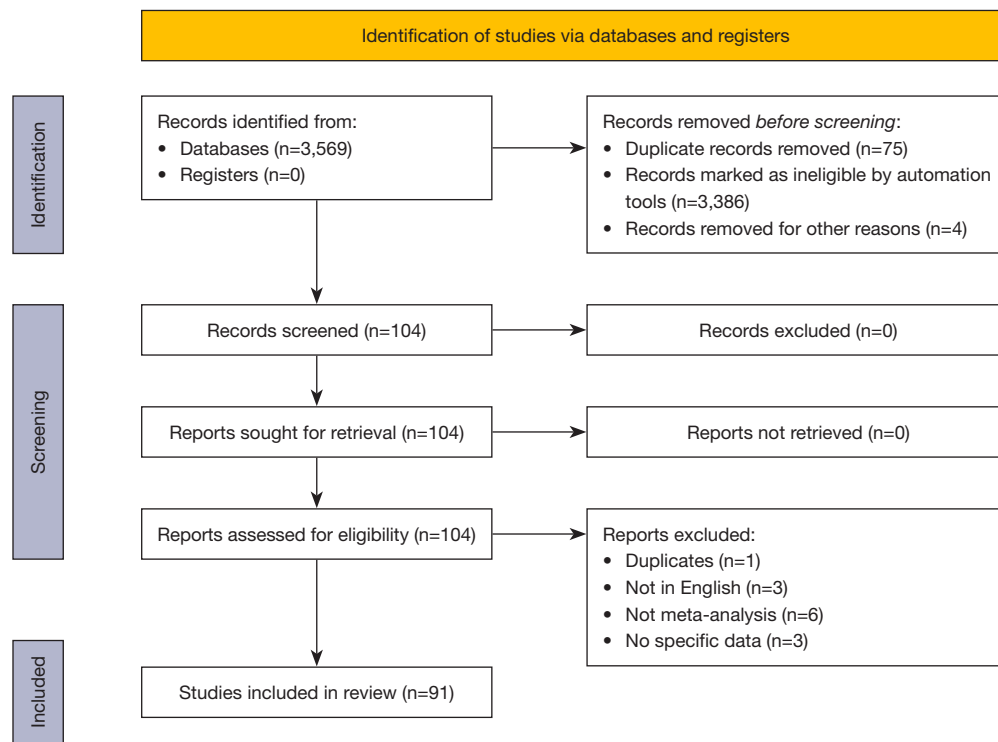 Identification of studies via databases and registers
Identification
Records identified from:
• Databases (n=3,569)
• Registers (n=0)
Records removed before screening:
• Duplicate records removed (n=75)
• Records marked as ineligible by automation
tools (n=3,386)
• Records removed for other reasons (n=4)
Screening
Records screened (n=104)
Records excluded (n=0)
Reports sought for retrieval (n=104)
Reports not retrieved (n=0)
Reports assessed for eligibility (n=104)
Reports excluded:
• Duplicates (n=1)
• Not in English (n=3)
• Not meta-analysis (n=6)
• No specific data (n=3)
Included
Studies included in review (n=91)